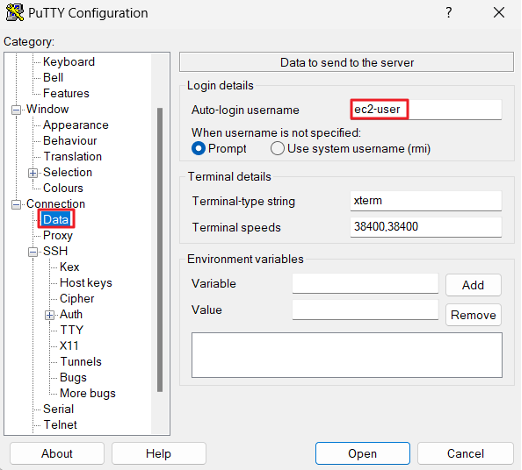 PuTTY Configuration
?
Category:
Keyboard
Bell
Features
Window
Appearance
Behaviour
Translation
Selection
Colours
Connection
Data
Proxy
SSH
Kex
Host keys
Cipher
Auth
TTY
X11
Tunnels
Bugs
More bugs
Serial
Telnet
Data to send to the server
Login details
Auto-login username ec2-user
When username is not specified:
Prompt Use system username (rmi)
Terminal details
Terminal-type string xterm
Terminal speeds 38400,38400
Environment variables
Variable Add
Value Remove
About Help Open Cancel